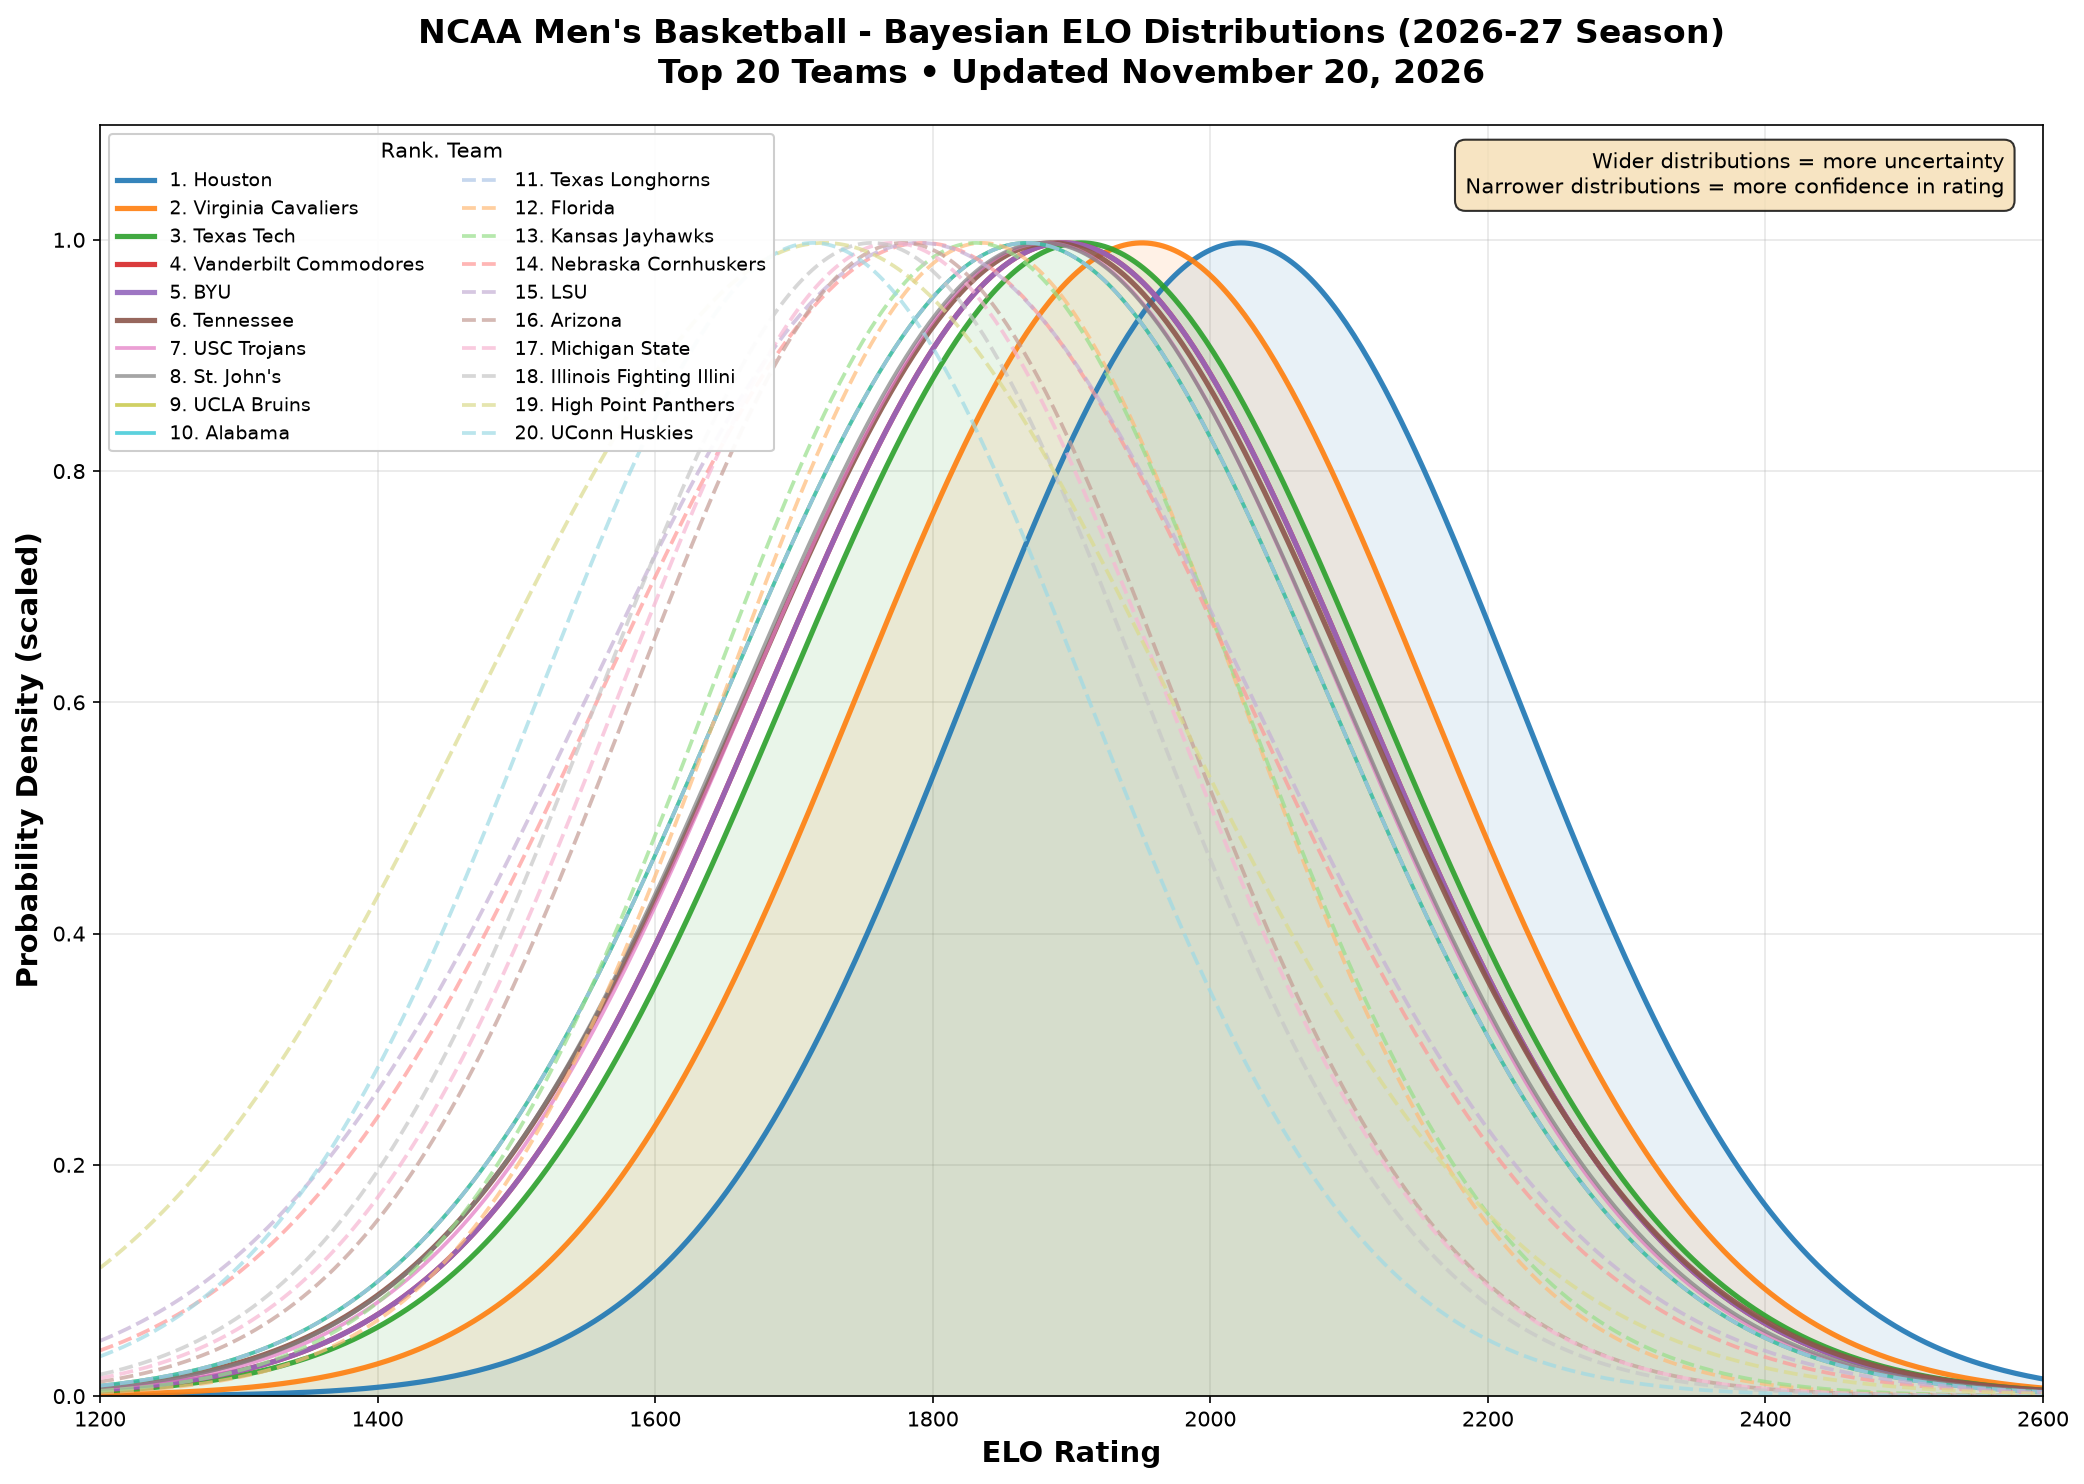 NCAA Men's Basketball - Bayesian ELO Distributions (2026-27 Season)
Top 20 Teams • Updated November 20, 2026
Rank. Team
1. Houston
2. Virginia Cavaliers
3. Texas Tech
4. Vanderbilt Commodores
5. BYU
6. Tennessee
7. USC Trojans
8. St. John's
9. UCLA Bruins
10. Alabama
11. Texas Longhorns
12. Florida
13. Kansas Jayhawks
14. Nebraska Cornhuskers
15. LSU
16. Arizona
17. Michigan State
18. Illinois Fighting Illini
19. High Point Panthers
20. UConn Huskies
Wider distributions = more uncertainty
Narrower distributions = more confidence in rating
Probability Density (scaled)
1.0
0.8
0.6
0.4
0.2
0.0
1200
1400
1600
1800
2000
2200
2400
2600
ELO Rating